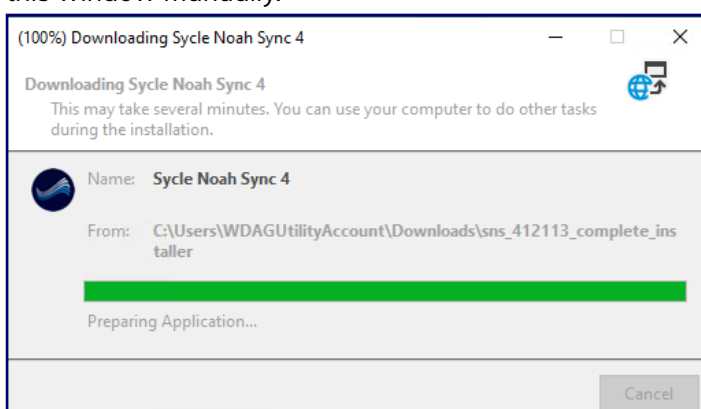 this window manually.
(100%) Downloading Sycle Noah Sync 4
Downloading Sycle Noah Sync 4
This may take several minutes. You can use your computer to do other tasks
during the installation.
Name: Sycle Noah Sync 4
From: C:\Users\WDAGUtilityAccount\Downloads\sns_412113_complete_ins
taller
Preparing Application...
Cancel